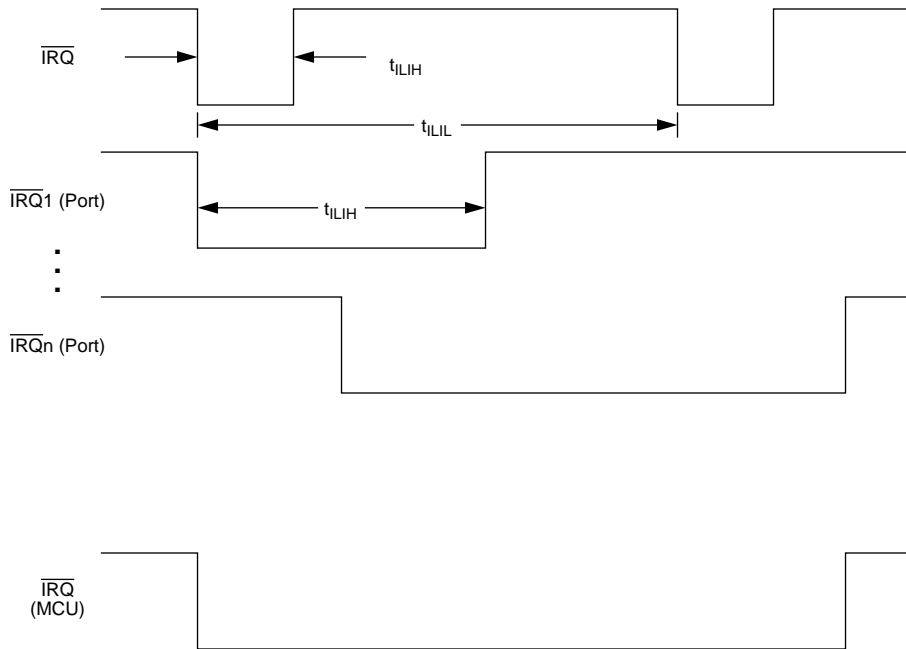 IRQ
tILIH
tILIL
IRQ1 (Port)
tILIH
IRQn (Port)
IRQ
(MCU)